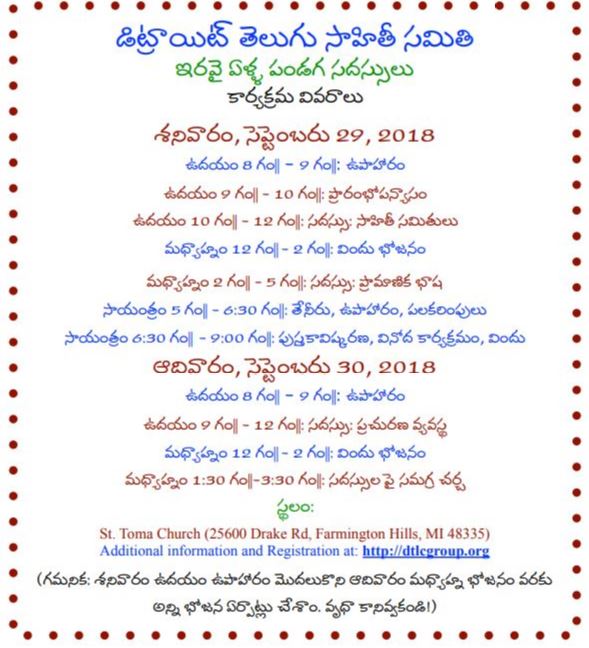 డిట్రాయిట్ తెలుగు సాహితీ సమితి
ఇరవై ఏళ్ళ పండగ సదస్సులు
కార్యక్రమ వివరాలు
శనివారం, సెప్టెంబరు 29, 2018
ఉదయం 8 గం॥ - 9 గం॥: ఉపాహారం
ఉదయం 9 గం॥ - 10 గం॥: ప్రారంభోపన్యాసం
ఉదయం 10 గం॥ - 12 గం॥: సదస్సు: సాహితీ సమితులు
మధ్యాహ్నం 12 గం॥- 2 గం॥: విందు భోజనం
మధ్యాహ్నం 2 గం॥ - 5 గం॥: సదస్సు: ప్రామాణిక భాష
సాయంత్రం 5 గం॥ - 6:30 గం॥: తేనీరు, ఉపాహారం, పలకరింపులు
సాయంత్రం 6:30 గం॥ - 9:00 గం॥: పుస్తకావిష్కరణ, వినోద కార్యక్రమం, విందు
ఆదివారం, సెప్టెంబరు 30, 2018
ఉదయం 8 గం॥ - 9 గం॥: ఉపాహారం
ఉదయం 9 గం॥ - 12 గం॥: సదస్సు: ప్రచురణ వ్యవస్థ
మధ్యాహ్నం 12 గం॥- 2 గం॥: విందు భోజనం
మధ్యాహ్నం 1:30 గం॥-3:30 గం॥: సదస్సుల పై సమగ్ర చర్చ
స్థలం:
St. Toma Church (25600 Drake Rd, Farmington Hills, MI 48335)
Additional information and Registration at: http://dtlcgroup.org
(గమనిక: శనివారం ఉదయం ఉపాహారం మొదలుకొని ఆదివారం మధ్యాహ్న భోజనం వరకు
అన్ని భోజన ఏర్పాట్లు చేశాం. వృధా కానివ్వకండి!)